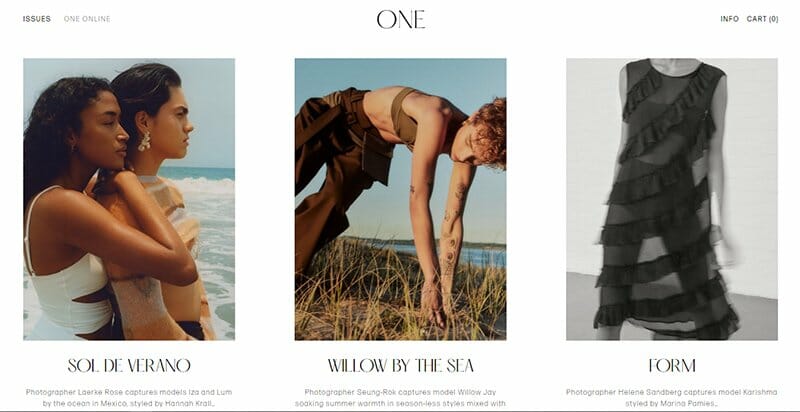 ISSUES ONE ONLINE ONE INFO CART (0)
SOL DE VERANO
Photographer Laerke Rose captures models Iza and Lum
by the ocean in Mexico, styled by Hannah Krall_
WILLOW BY THE SEA
Photographer Seung-Rok captures model Willow Jay
soaking summer warmth in season-less styles mixed with
FORM
Photographer Helene Sandberg captures model Karishma
styled by Marina Pamies_